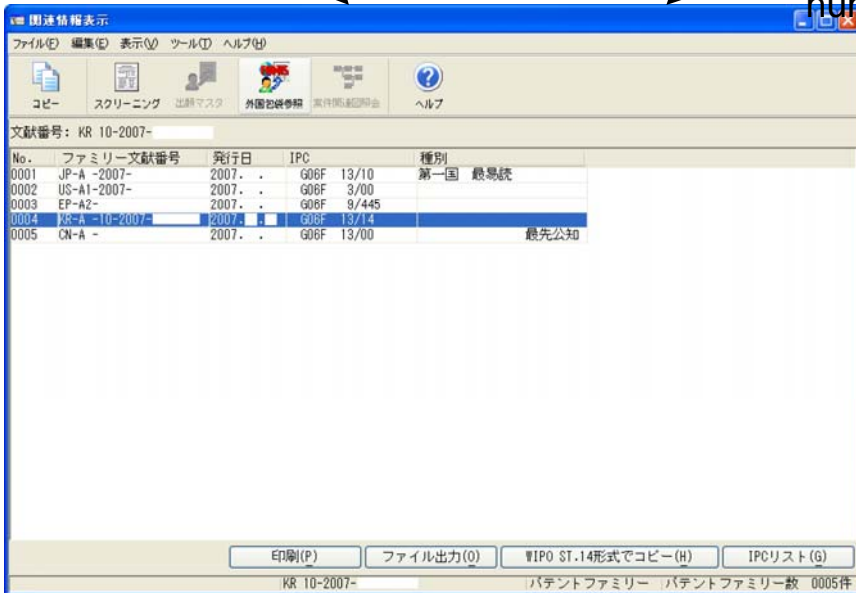 関連情報表示
ファイル(F) 編集(E) 表示(V) ツール(T) ヘルプ(H)
コピー スクリーニング 出願マスタ 外国包袋参照 案件関連図照会 ヘルプ
文献番号: KR 10-2007-
No. ファミリー文献番号 発行日 IPC 種別
0001 JP-A -2007- 2007. . G06F 13/10 第一国 最易読
0002 US-A1-2007- 2007. . G06F 3/00
0003 EP-A2- 2007. . G06F 9/445
0004 KR-A -10-2007- 2007. . G06F 13/14
0005 CN-A - 2007. . G06F 13/00 最先公知
印刷(P) ファイル出力(O) WIPO ST.14形式でコピー(H) IPCリスト(G)
KR 10-2007- パテントファミリー パテントファミリー数 0005件